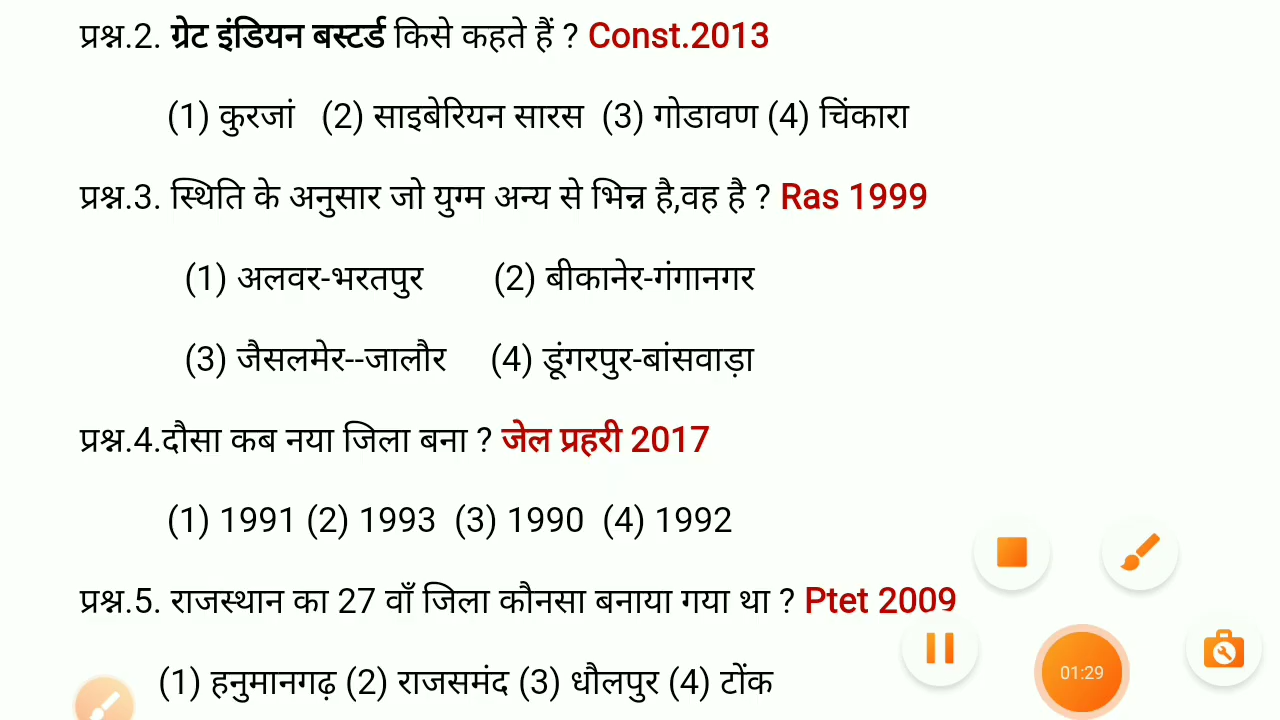 प्रश्न.2. ग्रेट इंडियन बस्टर्ड किसे कहते हैं ? Const.2013
(1) कुरजां (2) साइबेरियन सारस (3) गोडावण (4) चिंकारा
प्रश्न.3. स्थिति के अनुसार जो युग्म अन्य से भिन्न है,वह है ? Ras 1999
(1) अलवर-भरतपुर (2) बीकानेर-गंगानगर
(3) जैसलमेर--जालौर (4) डूंगरपुर-बांसवाड़ा
प्रश्न.4.दौसा कब नया जिला बना ? जेल प्रहरी 2017
(1) 1991 (2) 1993 (3) 1990 (4) 1992
प्रश्न.5. राजस्थान का 27 वाँ जिला कौनसा बनाया गया था ? Ptet 2009
(1) हनुमानगढ़ (2) राजसमंद (3) धौलपुर (4) टोंक
01:29